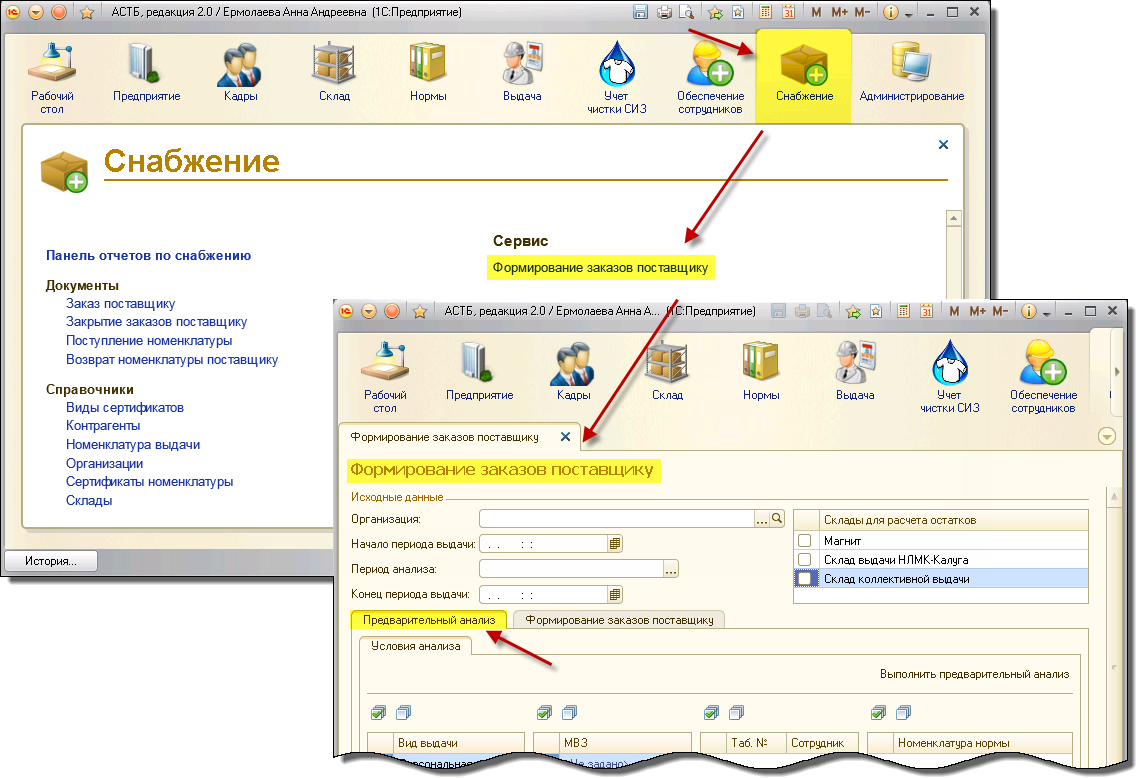 АСТБ, редакция 2.0 / Ермолаева Анна Андреевна (1С:Предприятие)
M M+ M-
Рабочий стол
Предприятие
Кадры
Склад
Нормы
Выдача
Учет чистки СИЗ
Обеспечение сотрудников
Снабжение
Администрирование
Снабжение
Панель отчетов по снабжению
Документы
Заказ поставщику
Закрытие заказов поставщику
Поступление номенклатуры
Возврат номенклатуры поставщику
Справочники
Виды сертификатов
Контрагенты
Номенклатура выдачи
Организации
Сертификаты номенклатуры
Склады
Сервис
Формирование заказов поставщику
История...
АСТБ, редакция 2.0 / Ермолаева Анна А... (1С:Предприятие)
M M+ M-
Рабочий стол
Предприятие
Кадры
Склад
Нормы
Выдача
Учет чистки СИЗ
Обеспечение сотрудников
Формирование заказов поставщику
Формирование заказов поставщику
Исходные данные
Организация:
...
Начало периода выдачи: . . : :
Период анализа:
...
Конец периода выдачи: . . : :
Склады для расчета остатков
Магнит
Склад выдачи НЛМК-Калуга
Склад коллективной выдачи
Предварительный анализ
Формирование заказов поставщику
Условия анализа
Выполнить предварительный анализ
Вид выдачи
МВЗ
Таб. №
Сотрудник
Номенклатура нормы